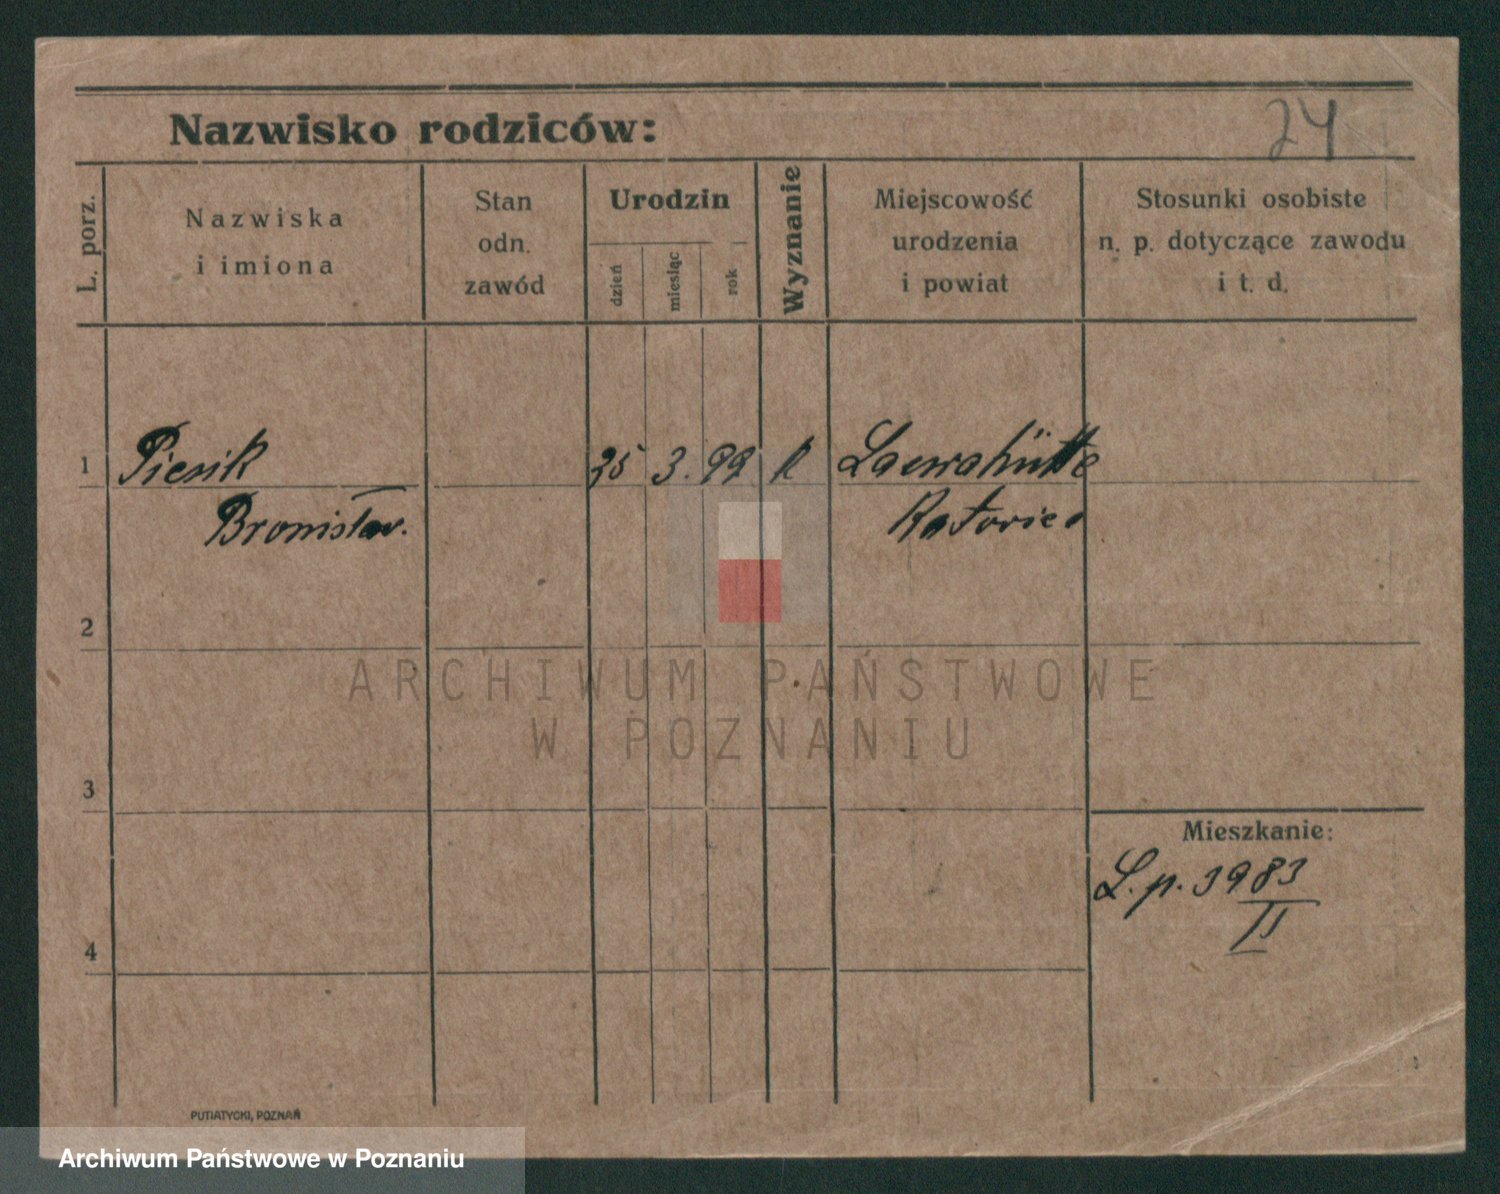 Nazwisko rodziców:
24
L. porz.
Nazwiska
i imiona
Stan
odn.
zawód
Urodzin
dzień
miesiąc
rok
Wyznanie
Miejscowość
urodzenia
i powiat
Stosunki osobiste
n. p. dotyczące zawodu
i t. d.
1 Piesik 25 3. 99 k
Bronisław.
2
3
4
Mieszkanie:
L. p. 3983
II
PUTIATYCKI, POZNAŃ
ARCHIWUM PAŃSTWOWE
W POZNANIU
Archiwum Państwowe w Poznaniu